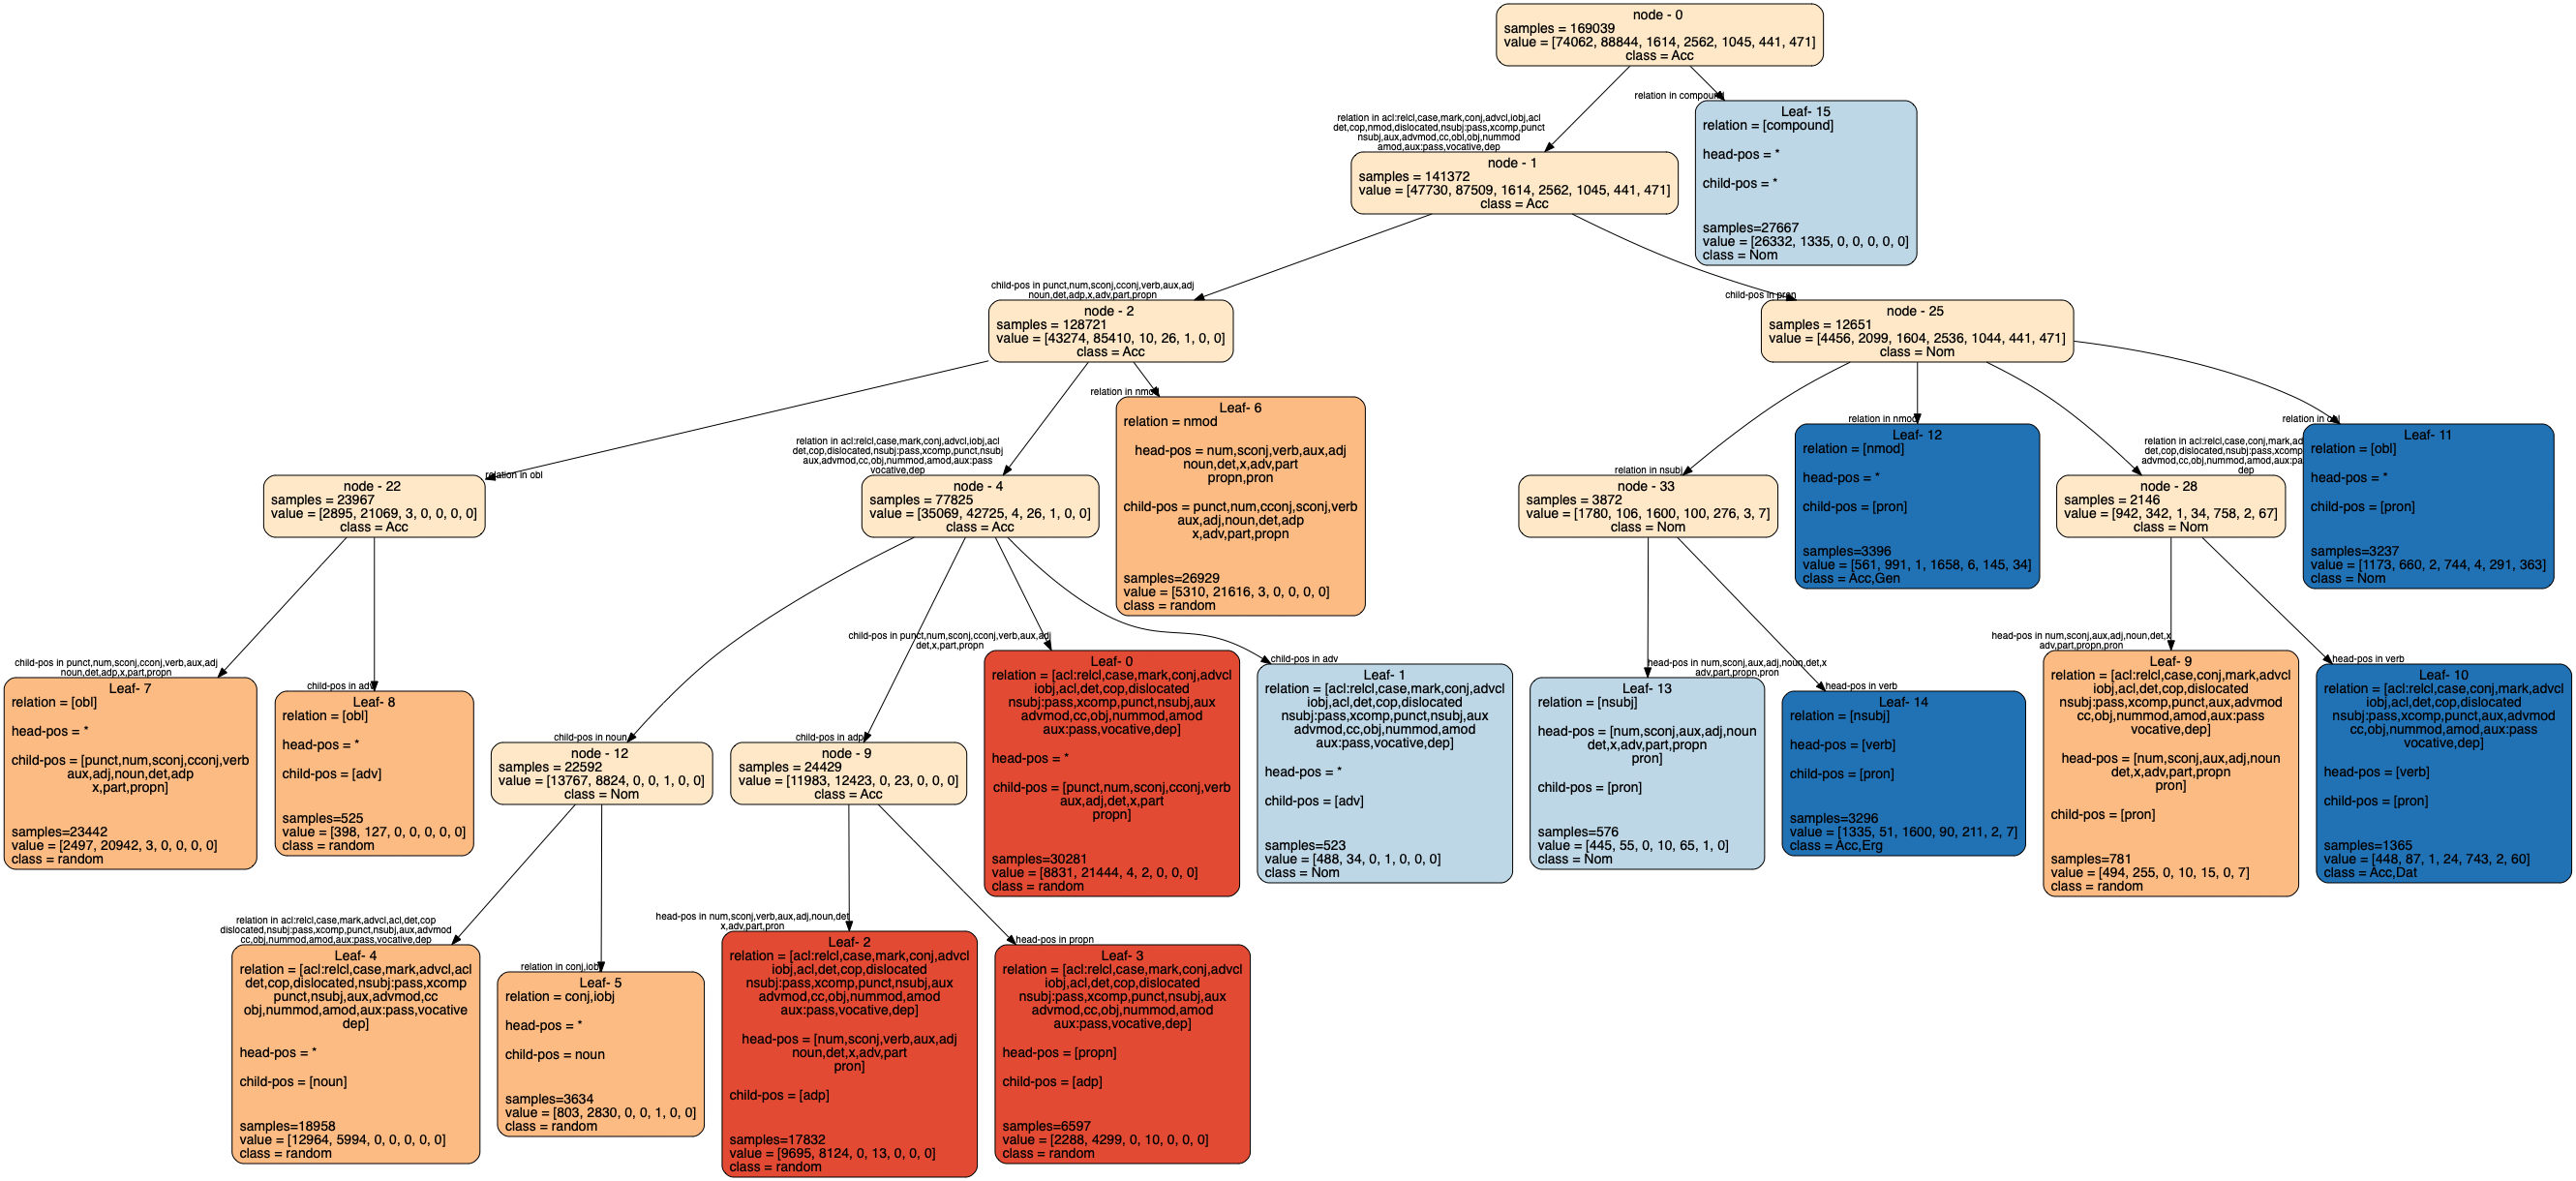 node - 0
samples = 169039
value = [74062, 88844, 1614, 2562, 1045, 441, 471]
class = Acc
relation in compound
relation in acl:relcl,case,mark,conj,advcl,iobj,acl
det,cop,nmod,dislocated,nsubj:pass,xcomp,punct
nsubj,aux,advmod,cc,obl,obj,nummod
amod,aux:pass,vocative,dep
Leaf- 15
relation = [compound]
head-pos = *
child-pos = *
samples=27667
value = [26332, 1335, 0, 0, 0, 0, 0]
class = Nom
node - 1
samples = 141372
value = [47730, 87509, 1614, 2562, 1045, 441, 471]
class = Acc
child-pos in punct,num,sconj,cconj,verb,aux,adj
noun,det,adp,x,adv,part,propn
child-pos in pron
node - 2
samples = 128721
value = [43274, 85410, 10, 26, 1, 0, 0]
class = Acc
node - 25
samples = 12651
value = [4456, 2099, 1604, 2536, 1044, 441, 471]
class = Nom
relation in obl
relation in acl:relcl,case,mark,conj,advcl,iobj,acl
det,cop,dislocated,nsubj:pass,xcomp,punct,nsubj
aux,advmod,cc,obj,nummod,amod,aux:pass
vocative,dep
relation in nmod
Leaf- 6
relation = nmod
head-pos = num,sconj,verb,aux,adj
noun,det,x,adv,part
propn,pron
child-pos = punct,num,cconj,sconj,verb
aux,adj,noun,det,adp
x,adv,part,propn
samples=26929
value = [5310, 21616, 3, 0, 0, 0, 0]
class = random
relation in nsubj
relation in nmod
Leaf- 12
relation = [nmod]
head-pos = *
child-pos = [pron]
samples=3396
value = [561, 991, 1, 1658, 6, 145, 34]
class = Acc,Gen
relation in acl:relcl,case,conj,mark,ad
det,cop,dislocated,nsubj:pass,xcomp
advmod,cc,obj,nummod,amod,aux:pa
dep
relation in obl
Leaf- 11
relation = [obl]
head-pos = *
child-pos = [pron]
samples=3237
value = [1173, 660, 2, 744, 4, 291, 363]
class = Nom
node - 22
samples = 23967
value = [2895, 21069, 3, 0, 0, 0, 0]
class = Acc
node - 4
samples = 77825
value = [35069, 42725, 4, 26, 1, 0, 0]
class = Acc
node - 33
samples = 3872
value = [1780, 106, 1600, 100, 276, 3, 7]
class = Nom
node - 28
samples = 2146
value = [942, 342, 1, 34, 758, 2, 67]
class = Nom
child-pos in punct,num,sconj,cconj,verb,aux,adj
noun,det,adp,x,part,propn
Leaf- 7
relation = [obl]
head-pos = *
child-pos = [punct,num,sconj,cconj,verb
aux,adj,noun,det,adp
x,part,propn]
samples=23442
value = [2497, 20942, 3, 0, 0, 0, 0]
class = random
child-pos in adv
Leaf- 8
relation = [obl]
head-pos = *
child-pos = [adv]
samples=525
value = [398, 127, 0, 0, 0, 0, 0]
class = random
child-pos in noun
node - 12
samples = 22592
value = [13767, 8824, 0, 0, 1, 0, 0]
class = Nom
child-pos in adp
node - 9
samples = 24429
value = [11983, 12423, 0, 23, 0, 0, 0]
class = Acc
child-pos in punct,num,sconj,cconj,verb,aux,adj
det,x,part,propn
Leaf- 0
relation = [acl:relcl,case,mark,conj,advcl
iobj,acl,det,cop,dislocated
nsubj:pass,xcomp,punct,nsubj,aux
advmod,cc,obj,nummod,amod
aux:pass,vocative,dep]
head-pos = *
child-pos = [punct,num,sconj,cconj,verb
aux,adj,det,x,part
propn]
samples=30281
value = [8831, 21444, 4, 2, 0, 0, 0]
class = random
child-pos in adv
Leaf- 1
relation = [acl:relcl,case,mark,conj,advcl
iobj,acl,det,cop,dislocated
nsubj:pass,xcomp,punct,nsubj,aux
advmod,cc,obj,nummod,amod
aux:pass,vocative,dep]
head-pos = *
child-pos = [adv]
samples=523
value = [488, 34, 0, 1, 0, 0, 0]
class = Nom
head-pos in num,sconj,aux,adj,noun,det,x
adv,part,propn,pron
Leaf- 13
relation = [nsubj]
head-pos = [num,sconj,aux,adj,noun
det,x,adv,part,propn
pron]
child-pos = [pron]
samples=576
value = [445, 55, 0, 10, 65, 1, 0]
class = Nom
head-pos in verb
Leaf- 14
relation = [nsubj]
head-pos = [verb]
child-pos = [pron]
samples=3296
value = [1335, 51, 1600, 90, 211, 2, 7]
class = Acc,Erg
head-pos in num,sconj,aux,adj,noun,det,x
adv,part,propn,pron
Leaf- 9
relation = [acl:relcl,case,conj,mark,advcl
iobj,acl,det,cop,dislocated
nsubj:pass,xcomp,punct,aux,advmod
cc,obj,nummod,amod,aux:pass
vocative,dep]
head-pos = [num,sconj,aux,adj,noun
det,x,adv,part,propn
pron]
child-pos = [pron]
samples=781
value = [494, 255, 0, 10, 15, 0, 7]
class = random
head-pos in verb
Leaf- 10
relation = [acl:relcl,case,conj,mark,advcl
iobj,acl,det,cop,dislocated
nsubj:pass,xcomp,punct,aux,advmod
cc,obj,nummod,amod,aux:pass
vocative,dep]
head-pos = [verb]
child-pos = [pron]
samples=1365
value = [448, 87, 1, 24, 743, 2, 60]
class = Acc,Dat
relation in acl:relcl,case,mark,advcl,acl,det,cop
dislocated,nsubj:pass,xcomp,punct,nsubj,aux,advmod
cc,obj,nummod,amod,aux:pass,vocative,dep
Leaf- 4
relation = [acl:relcl,case,mark,advcl,acl
det,cop,dislocated,nsubj:pass,xcomp
punct,nsubj,aux,advmod,cc
obj,nummod,amod,aux:pass,vocative
dep]
head-pos = *
child-pos = [noun]
samples=18958
value = [12964, 5994, 0, 0, 0, 0, 0]
class = random
relation in conj,iobj
Leaf- 5
relation = conj,iobj
head-pos = *
child-pos = noun
samples=3634
value = [803, 2830, 0, 0, 1, 0, 0]
class = random
head-pos in num,sconj,verb,aux,adj,noun,det
x,adv,part,pron
Leaf- 2
relation = [acl:relcl,case,mark,conj,advcl
iobj,acl,det,cop,dislocated
nsubj:pass,xcomp,punct,nsubj,aux
advmod,cc,obj,nummod,amod
aux:pass,vocative,dep]
head-pos = [num,sconj,verb,aux,adj
noun,det,x,adv,part
pron]
child-pos = [adp]
samples=17832
value = [9695, 8124, 0, 13, 0, 0, 0]
class = random
head-pos in propn
Leaf- 3
relation = [acl:relcl,case,mark,conj,advcl
iobj,acl,det,cop,dislocated
nsubj:pass,xcomp,punct,nsubj,aux
advmod,cc,obj,nummod,amod
aux:pass,vocative,dep]
head-pos = [propn]
child-pos = [adp]
samples=6597
value = [2288, 4299, 0, 10, 0, 0, 0]
class = random